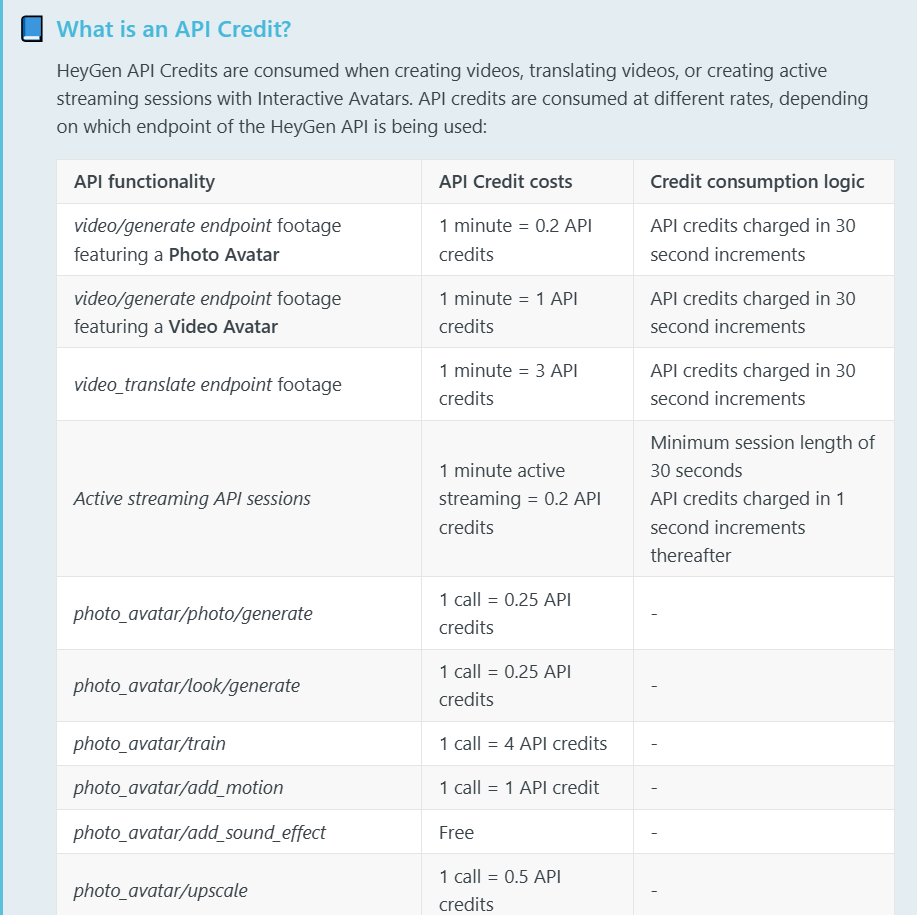 What is an API Credit?
HeyGen API Credits are consumed when creating videos, translating videos, or creating active
streaming sessions with Interactive Avatars. API credits are consumed at different rates, depending
on which endpoint of the HeyGen API is being used:
API functionality
API Credit costs
Credit consumption logic
video/generate endpoint footage
featuring a Photo Avatar
1 minute = 0.2 API
credits
API credits charged in 30
second increments
video/generate endpoint footage
featuring a Video Avatar
1 minute = 1 API
credits
API credits charged in 30
second increments
video_translate endpoint footage
1 minute = 3 API
credits
API credits charged in 30
second increments
Active streaming API sessions
1 minute active
streaming = 0.2 API
credits
Minimum session length of
30 seconds
API credits charged in 1
second increments
thereafter
photo_avatar/photo/generate
1 call = 0.25 API
credits
-
photo_avatar/look/generate
1 call = 0.25 API
credits
-
photo_avatar/train
1 call = 4 API credits
-
photo_avatar/add_motion
1 call = 1 API credit
-
photo_avatar/add_sound_effect
Free
-
photo_avatar/upscale
1 call = 0.5 API
credits
-